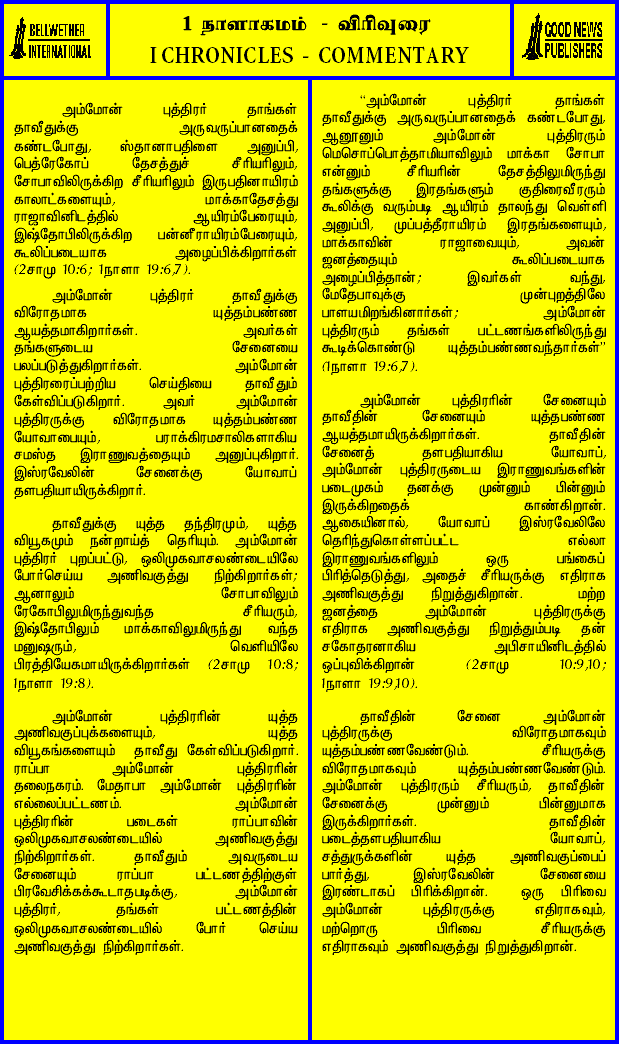 BELLWETHER
INTERNATIONAL
1 நாளாகமம் - விரிவுரை
I CHRONICLES - COMMENTARY
GOOD NEWS
PUBLISHERS
அம்மோன் புத்திரர் தாங்கள்
தாவீதுக்கு அருவருப்பானதைக்
கண்டபோது, ஸ்தானாபதிளை அனுப்பி,
பெத்ரேகோப் தேசத்துச் சீரியரிலும்,
சோபாவிலிருக்கிற சீரியரிலும் இருபதினாயிரம்
காலாட்களையும், மாக்காதேசத்து
ராஜாவினிடத்தில் ஆயிரம்பேரையும்,
இஷ்தோபிலிருக்கிற பன்னீராயிரம்பேரையும்,
கூலிப்படையாக அழைப்பிக்கிறார்கள்
(2சாமு 10:6; 1நாளா 19:6,7).
அம்மோன் புத்திரர் தாவீதுக்கு
விரோதமாக யுத்தம்பண்ண
ஆயத்தமாகிறார்கள். அவர்கள்
தங்களுடைய சேனையை
பலப்படுத்துகிறார்கள். அம்மோன்
புத்திரரைப்பற்றிய செய்தியை தாவீதும்
கேள்விப்படுகிறார். அவர் அம்மோன்
புத்திரருக்கு விரோதமாக யுத்தம்பண்ண
யோவாபையும், பராக்கிரமசாலிகளாகிய
சமஸ்த இராணுவத்தையும் அனுப்புகிறார்.
இஸ்ரவேலின் சேனைக்கு யோவாப்
தளபதியாயிருக்கிறார்.
தாவீதுக்கு யுத்த தந்திரமும், யுத்த
வியூகமும் நன்றாய்த் தெரியும். அம்மோன்
புத்திரர் புறப்பட்டு, ஒலிமுகவாசலண்டையிலே
போர்செய்ய அணிவகுத்து நிற்கிறார்கள்;
ஆனாலும் சோபாவிலும்
ரேகோபிலுமிருந்துவந்த சீரியரும்,
இஷ்தோபிலும் மாக்காவிலுமிருந்து வந்த
மனுஷரும், வெளியிலே
பிரத்தியேகமாயிருக்கிறார்கள் (2சாமு 10:8;
1நாளா 19:8).
அம்மோன் புத்திரரின் யுத்த
அணிவகுப்புக்களையும், யுத்த
வியூகங்களையும் தாவீது கேள்விப்படுகிறார்.
ராப்பா அம்மோன் புத்திரரின்
தலைநகரம். மேதாபா அம்மோன் புத்திரரின்
எல்லைப்பட்டணம். அம்மோன்
புத்திரரின் படைகள் ராப்பாவின்
ஒலிமுகவாசலண்டையில் அணிவகுத்து
நிற்கிறார்கள். தாவீதும் அவருடைய
சேனையும் ராப்பா பட்டணத்திற்குள்
பிரவேசிக்கக்கூடாதபடிக்கு, அம்மோன்
புத்திரர், தங்கள் பட்டணத்தின்
ஒலிமுகவாசலண்டையில் போர் செய்ய
அணிவகுத்து நிற்கிறார்கள்.
“அம்மோன் புத்திரர் தாங்கள்
தாவீதுக்கு அருவருப்பானதைக் கண்டபோது,
ஆனூனும் அம்மோன் புத்திரரும்
மெசொப்பொத்தாமியாவிலும் மாக்கா சோபா
என்னும் சீரியரின் தேசத்திலுமிருந்து
தங்களுக்கு இரதங்களும் குதிரைவீரரும்
கூலிக்கு வரும்படி ஆயிரம் தாலந்து வெள்ளி
அனுப்பி, முப்பத்தீராயிரம் இரதங்களையும்,
மாக்காவின் ராஜாவையும், அவன்
ஜனத்தையும் கூலிப்படையாக
அழைப்பித்தான்; இவர்கள் வந்து,
மேதேபாவுக்கு முன்புறத்திலே
பாளயமிறங்கினார்கள்; அம்மோன்
புத்திரரும் தங்கள் பட்டணங்களிலிருந்து
கூடிக்கொண்டு யுத்தம்பண்ணவந்தார்கள்”
(1நாளா 19:6,7).
அம்மோன் புத்திரரின் சேனையும்
தாவீதின் சேனையும் யுத்தபண்ண
ஆயத்தமாயிருக்கிறார்கள். தாவீதின்
சேனைத் தளபதியாகிய யோவாப்,
அம்மோன் புத்திரருடைய இராணுவங்களின்
படைமுகம் தனக்கு முன்னும் பின்னும்
இருக்கிறதைக் காண்கிறான்.
ஆகையினால், யோவாப் இஸ்ரவேலிலே
தெரிந்துகொள்ளப்பட்ட எல்லா
இராணுவங்களிலும் ஒரு பங்கைப்
பிரித்தெடுத்து, அதைச் சீரியருக்கு எதிராக
அணிவகுத்து நிறுத்துகிறான். மற்ற
ஜனத்தை அம்மோன் புத்திரருக்கு
எதிராக அணிவகுத்து நிறுத்தும்படி தன்
சகோதரனாகிய அபிசாயினிடத்தில்
ஒப்புவிக்கிறான் (2சாமு 10:9,10;
1நாளா 19:9,10).
தாவீதின் சேனை அம்மோன்
புத்திரருக்கு விரோதமாகவும்
யுத்தம்பண்ணவேண்டும். சீரியருக்கு
விரோதமாகவும் யுத்தம்பண்ணவேண்டும்.
அம்மோன் புத்திரரும் சீரியரும், தாவீதின்
சேனைக்கு முன்னும் பின்னுமாக
இருக்கிறார்கள். தாவீதின்
படைத்தளபதியாகிய யோவாப்,
சத்துருக்களின் யுத்த அணிவகுப்பைப்
பார்த்து, இஸ்ரவேலின் சேனையை
இரண்டாகப் பிரிக்கிறான். ஒரு பிரிவை
அம்மோன் புத்திரருக்கு எதிராகவும்,
மற்றொரு பிரிவை சீரியருக்கு
எதிராகவும் அணிவகுத்து நிறுத்துகிறான்.